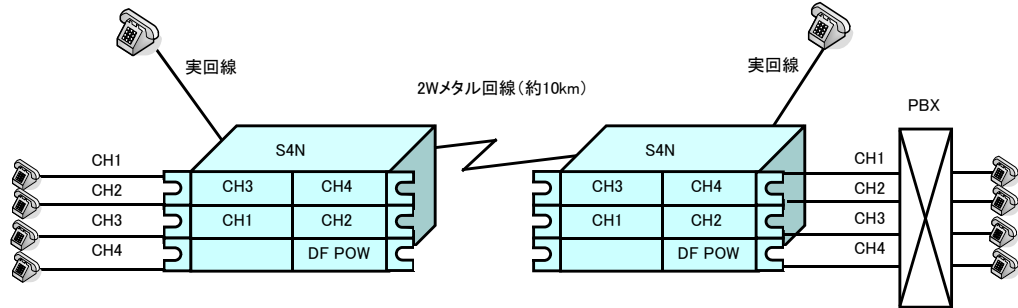 実回線
実回線
2Wメタル回線（約10km）
PBX
S4N
S4N
CH1
CH2
CH3
CH4
CH3 CH4
CH1 CH2
DF POW
CH3 CH4
CH1 CH2
DF POW
CH1
CH2
CH3
CH4